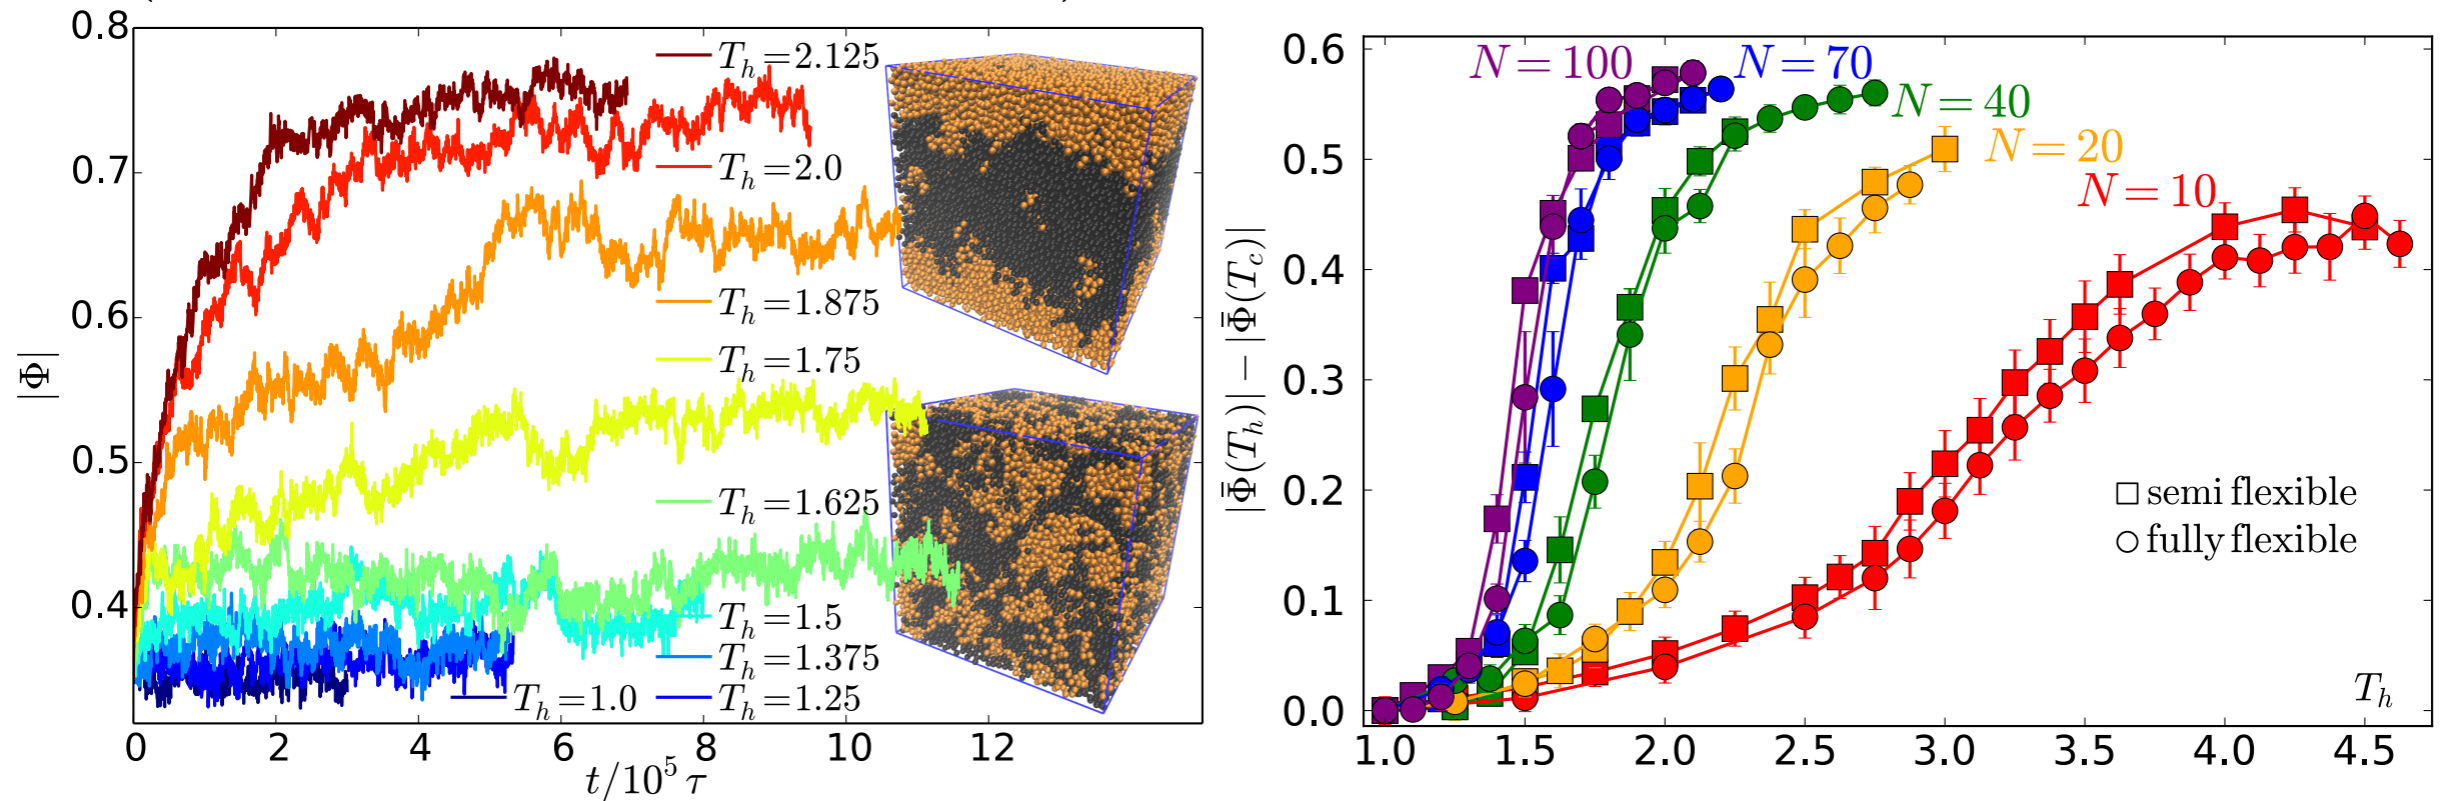 0.8
0.7
0.6
0.5
0.4
|Φ̄|
0 2 4 6 8 10 12
t/10⁵ τ
T_h=2.125
T_h=2.0
T_h=1.875
T_h=1.75
T_h=1.625
T_h=1.5
T_h=1.375
T_h=1.0
T_h=1.25
0.6
0.5
0.4
0.3
0.2
0.1
0.0
|Φ̄(T_h)| − |Φ̄(T_c)|
N=100
N=70
N=40
N=20
N=10
semi flexible
fully flexible
T_h
1.0 1.5 2.0 2.5 3.0 3.5 4.0 4.5